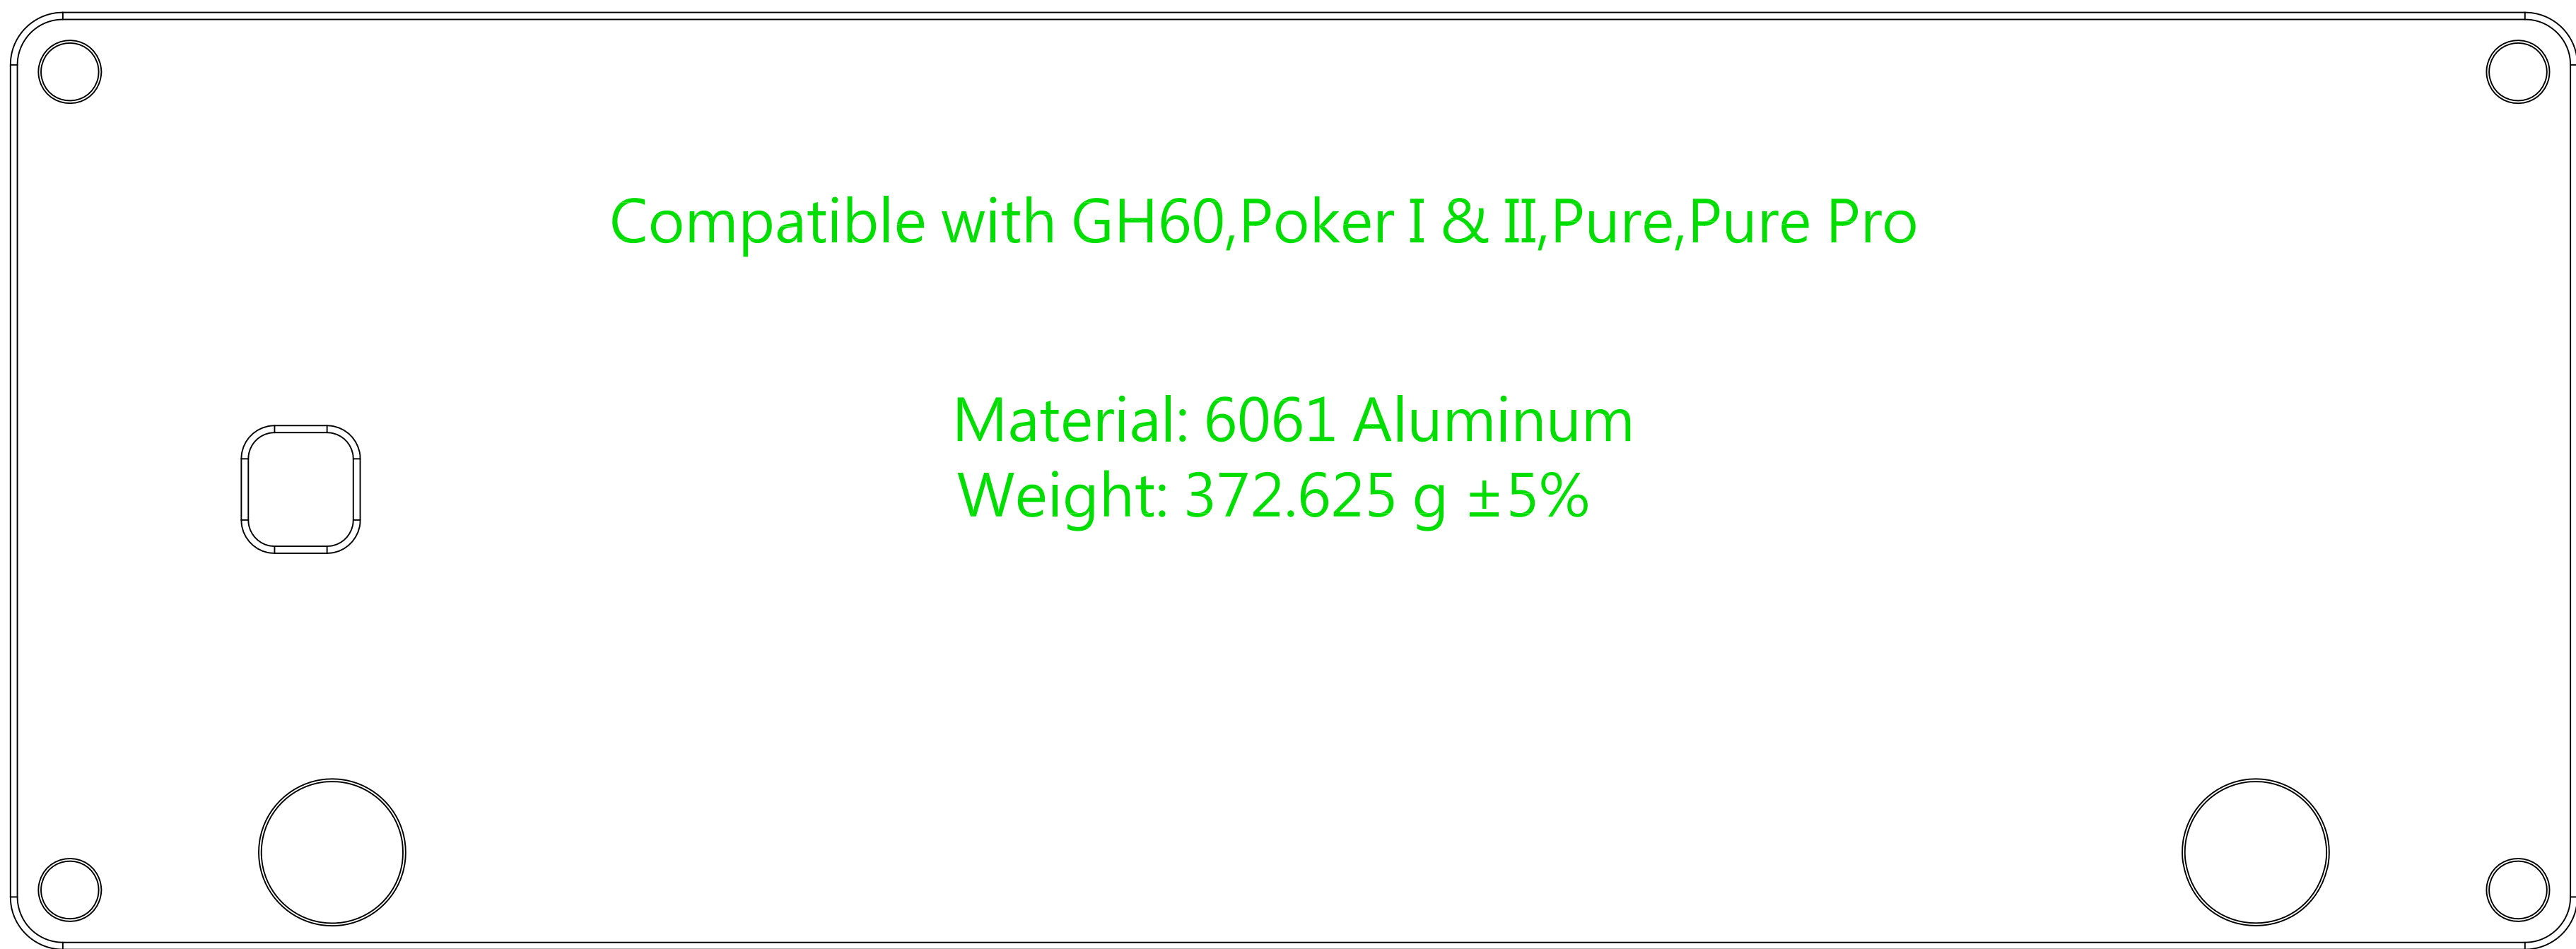 Compatible with GH60,Poker I & II,Pure,Pure Pro
Material: 6061 Aluminum
Weight: 372.625 g ±5%